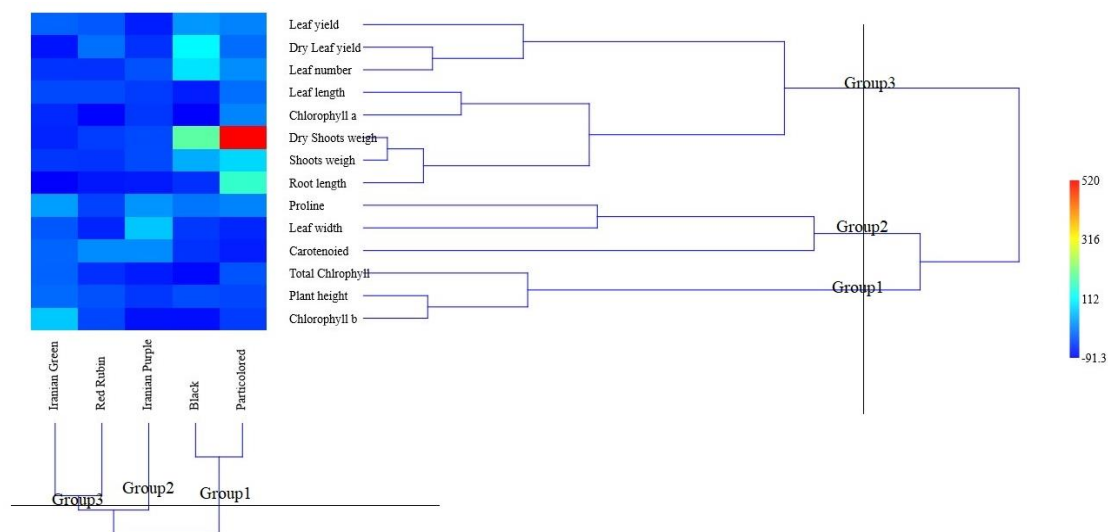 Leaf yield
Dry Leaf yield
Leaf number
Leaf length
Chlorophyll a
Dry Shoots weigh
Shoots weigh
Root length
Proline
Leaf width
Carotenoied
Total Chlrophyll
Plant height
Chlorophyll b
Group3
Group2
Group1
520
316
112
-91.3
Iranian Green
Red Rubin
Iranian Purple
Black
Particolored
Group3
Group2
Group1